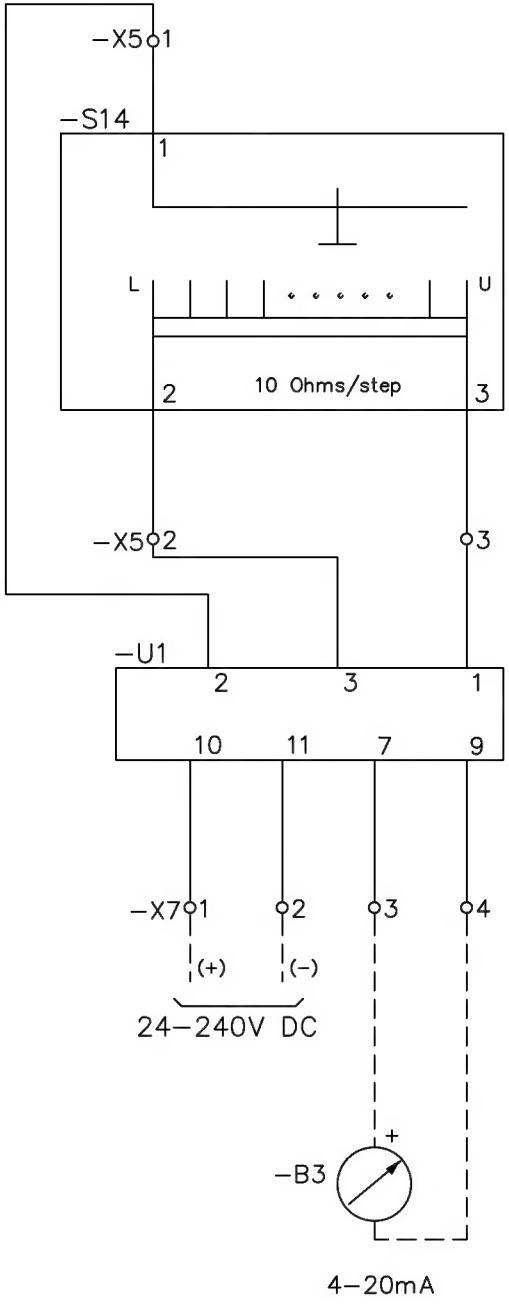 -X5 1
-S14
1
L U
10 Ohms/step
2 3
-X5 2 3
-U1
2 3 1
10 11 7 9
-X7 1 2 3 4
(+) (-)
24-240V DC
+
-B3
4-20mA